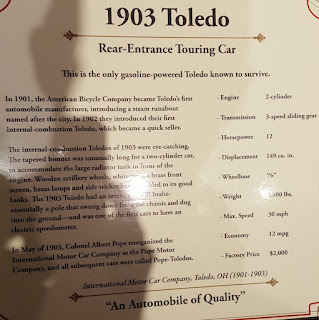 1903 Toledo
Rear-Entrance Touring Car
This is the only gasoline-powered Toledo known to survive.
In 1901, the American Bicycle Company became Toledo's first
automobile manufacturer, introducing a steam runabout
named after the city. In 1902 they introduced their first
internal-combustion Toledo, which became a quick seller.
The internal-combustion Toledos of 1903 were eye-catching.
The tapered bonnet was unusually long for a two-cylinder car,
to accommodate the large radiator tank in front of the
engine. Wooden artillery wheels, whitewall tires, brass front
screen, brass lamps and side wicker baskets added to its good
looks. The 1903 Toledo had an sprag brake-
essentially a pole that swung down from the chassis and dog
into the ground—and was one of the first cars to have an
electric speedometer.
In May of 1903, Colonel Albert Pope reorganized the
International Motor Car Company as the Pope Motor
Company, and all subsequent cars were called Pope-Toledos.
- Engine 2-cylinder
- Transmission 3-speed sliding gear
- Horsepower 12
- Displacement 149 cu. in.
- Wheelbase 76"
- Weight lbs.
- Max. Speed 30 mph
- Economy 12 mpg
- Factory Price $2,000
International Motor Car Company, Toledo, OH (1901-1903)
"An Automobile of Quality"